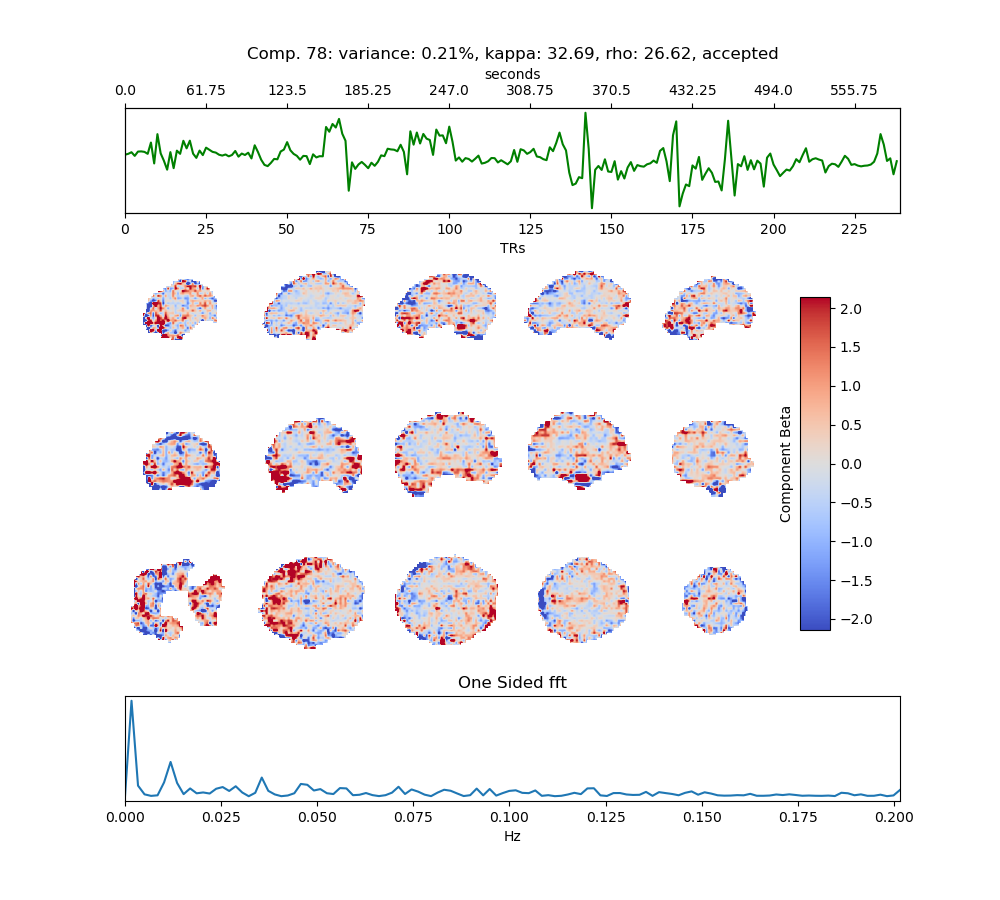 Comp. 78: variance: 0.21%, kappa: 32.69, rho: 26.62, accepted
seconds
0.0 61.75 123.5 185.25 247.0 308.75 370.5 432.25 494.0 555.75
0 25 50 75 100 125 150 175 200 225
TRs
2.0
1.5
1.0
0.5
0.0
−0.5
−1.0
−1.5
−2.0
Component Beta
One Sided fft
0.000 0.025 0.050 0.075 0.100 0.125 0.150 0.175 0.200
Hz